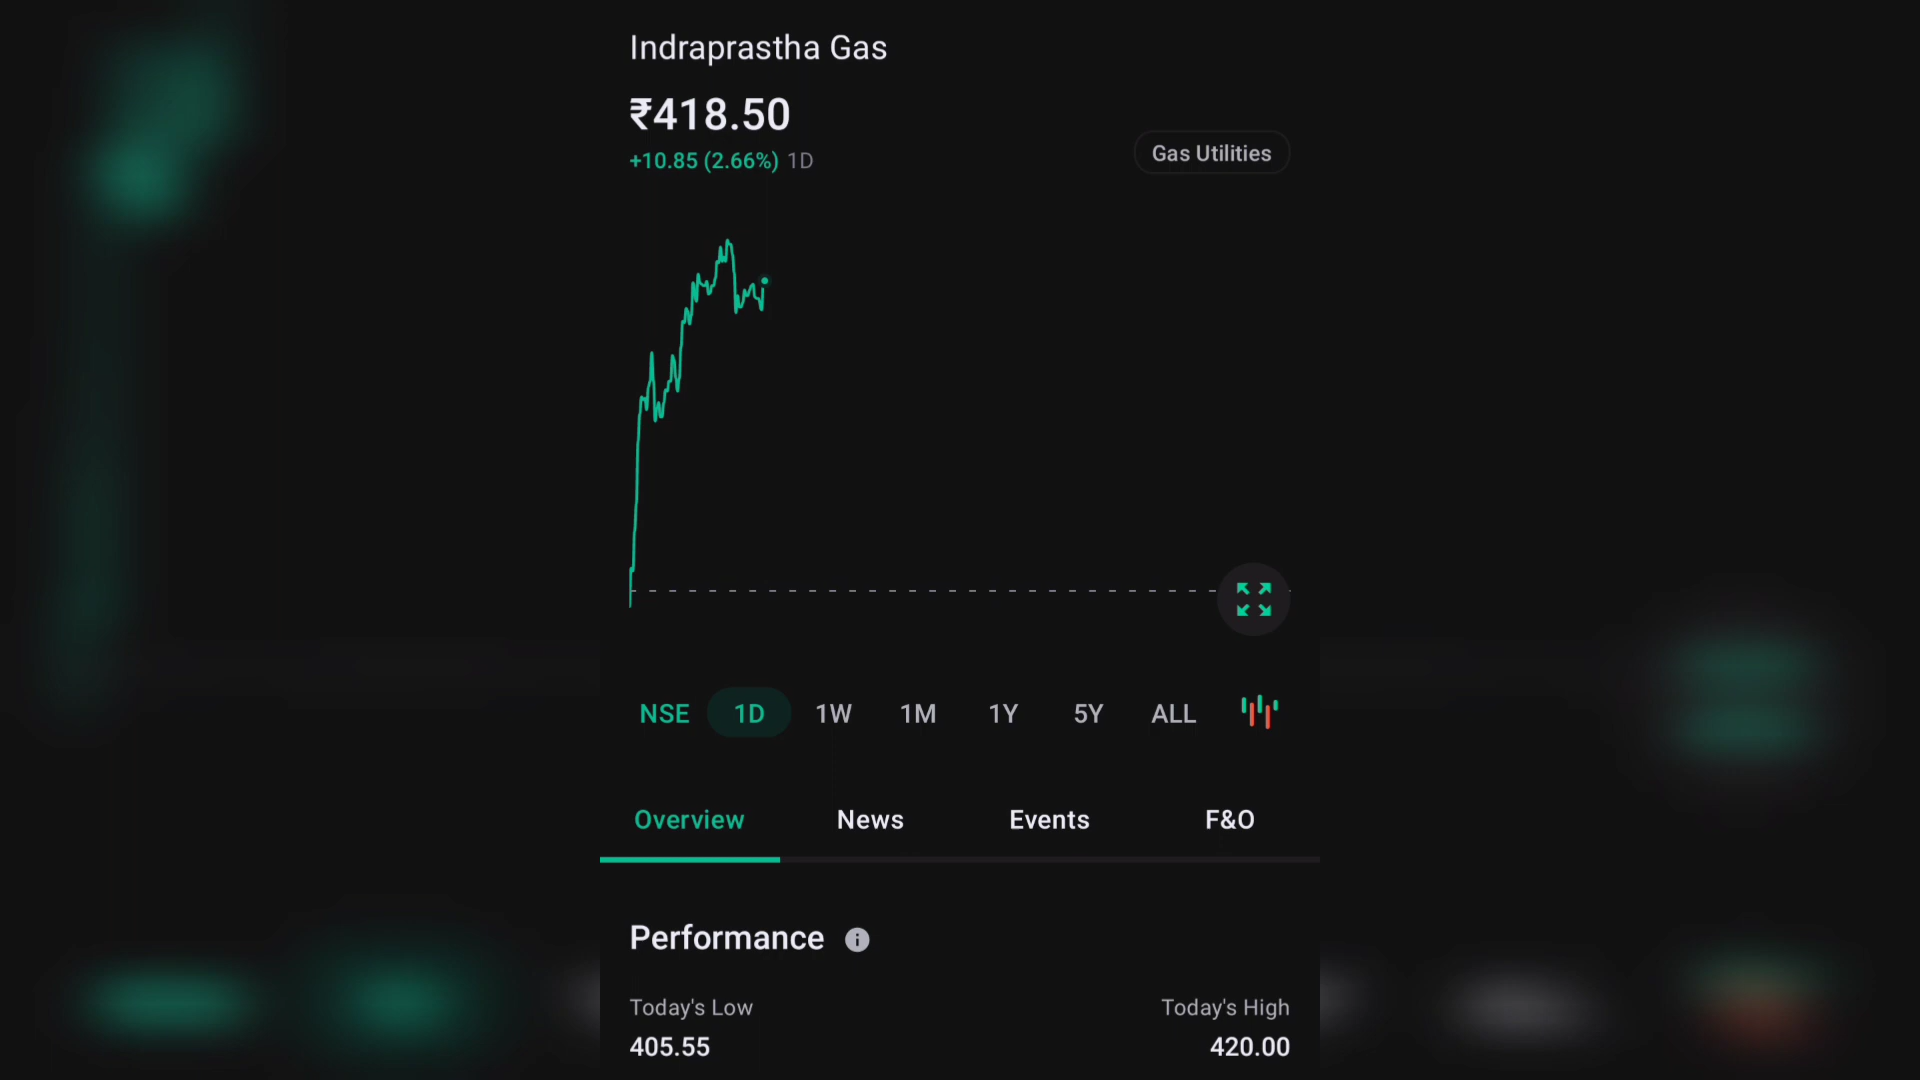 Indraprastha Gas
₹418.50
+10.85 (2.66%) 1D
Gas Utilities
NSE 1D 1W 1M 1Y 5Y ALL
Overview News Events F&O
Performance
Today's Low Today's High
405.55 420.00